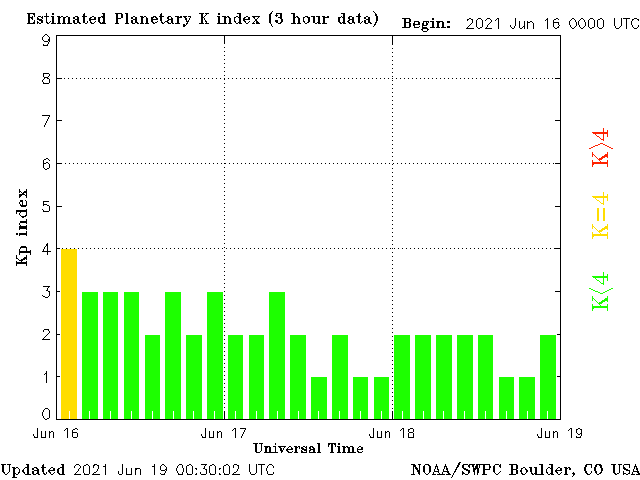 Estimated Planetary K index (3 hour data)
Begin: 2021 Jun 16 0000 UTC
9
8
7
6
5
4
3
2
1
0
Kp index
K>4
K=4
K<4
Jun 16
Jun 17
Jun 18
Jun 19
Universal Time
Updated 2021 Jun 19 00:30:02 UTC
NOAA/SWPC Boulder, CO USA